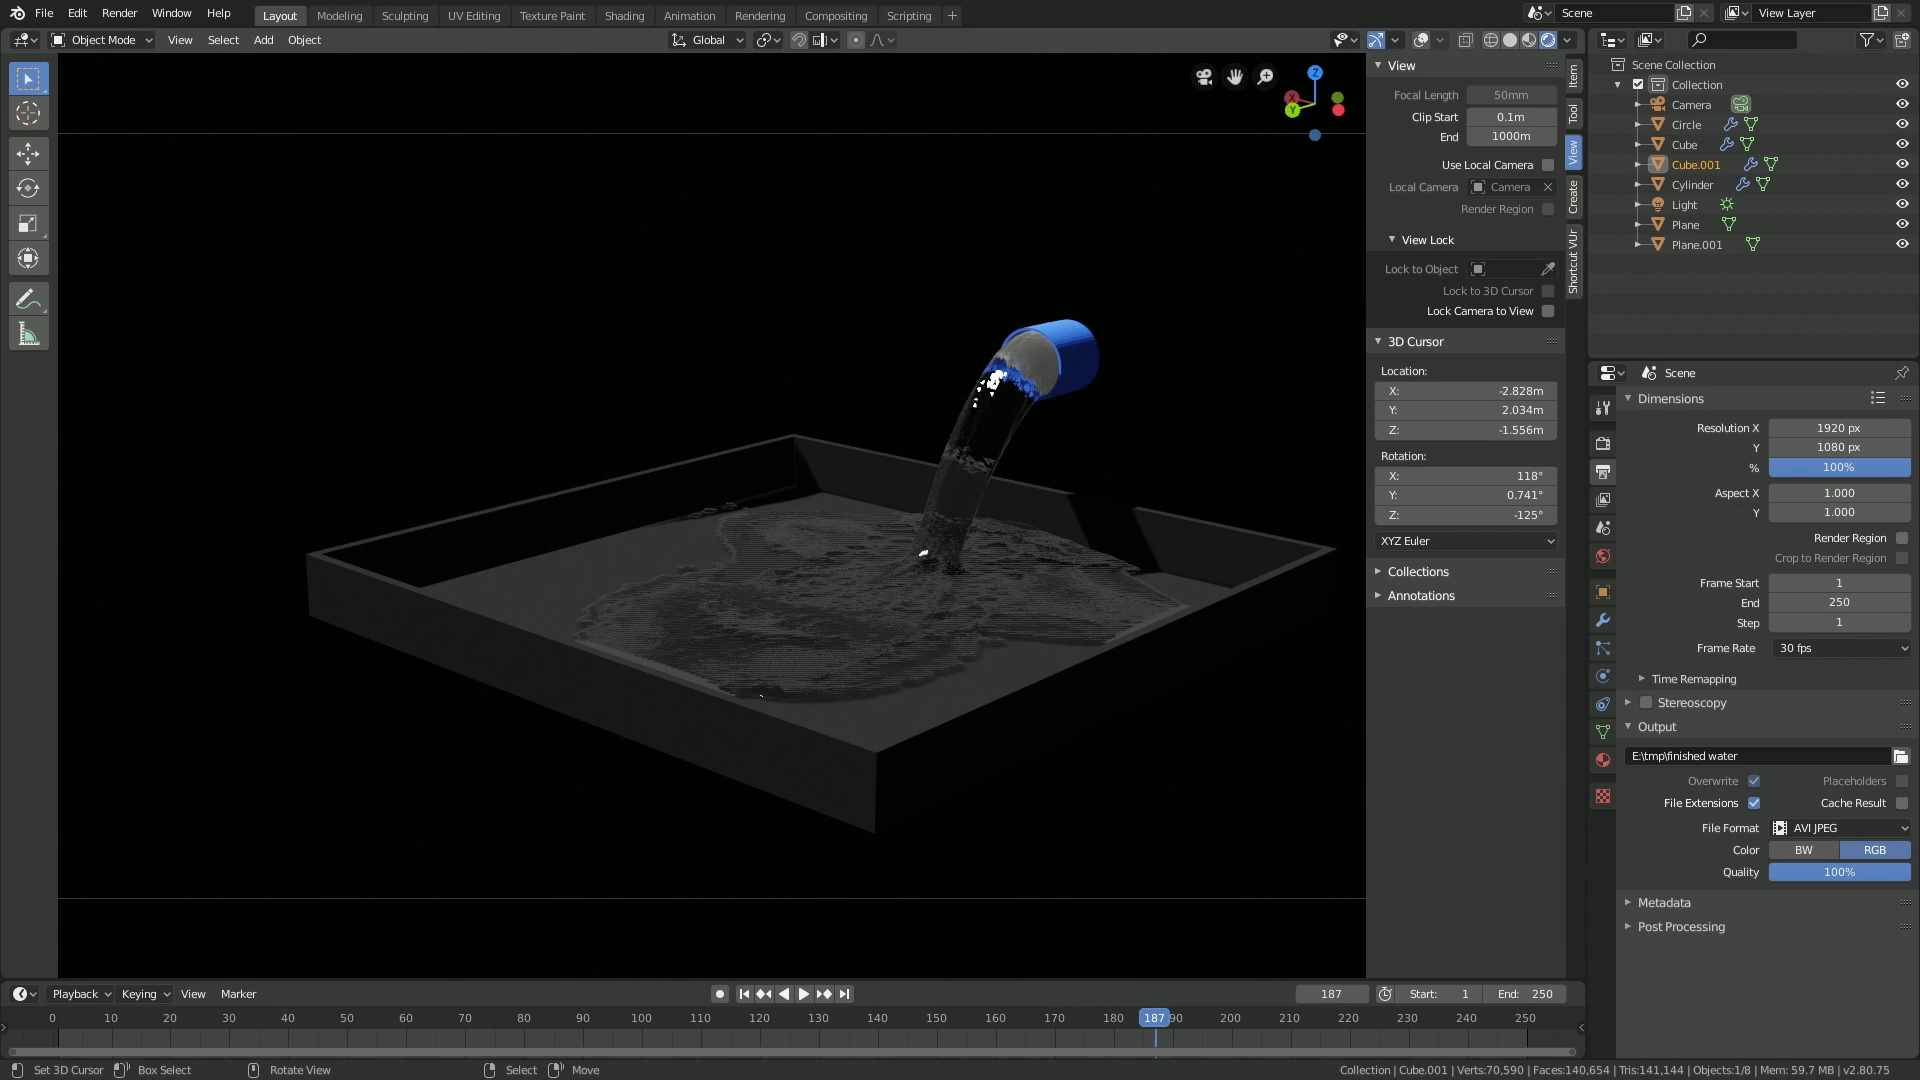 File Edit Render Window Help Layout Modeling Sculpting UV Editing Texture Paint Shading Animation Rendering Compositing Scripting + Scene View Layer
Object Mode View Select Add Object Global
View
Focal Length 50mm
Clip Start 0.1m
End 1000m
Use Local Camera
Local Camera Camera
Render Region
View Lock
Lock to Object
Lock to 3D Cursor
Lock Camera to View
3D Cursor
Location:
X: -2.828m
Y: 2.034m
Z: -1.556m
Rotation:
X: 118°
Y: 0.741°
Z: -125°
XYZ Euler
Collections
Annotations
Item
Tool
View
Create
Shortcut VUr
Z
X
Y
Scene Collection
Collection
Camera
Circle
Cube
Cube.001
Cylinder
Light
Plane
Plane.001
Scene
Dimensions
Resolution X 1920 px
Y 1080 px
% 100%
Aspect X 1.000
Y 1.000
Render Region
Crop to Render Region
Frame Start 1
End 250
Step 1
Frame Rate 30 fps
Time Remapping
Stereoscopy
Output
E:\tmp\finished water
Overwrite Placeholders
File Extensions Cache Result
File Format AVI JPEG
Color BW RGB
Quality 100%
Metadata
Post Processing
Playback Keying View Marker 187 Start: 1 End: 250
0 10 20 30 40 50 60 70 80 90 100 110 120 130 140 150 160 170 180 187 90 200 210 220 230 240 250
Set 3D Cursor Box Select Rotate View Select Move Collection | Cube.001 | Verts:70,590 | Faces:140,654 | Tris:141,144 | Objects:1/8 | Mem: 59.7 MB | v2.80.75